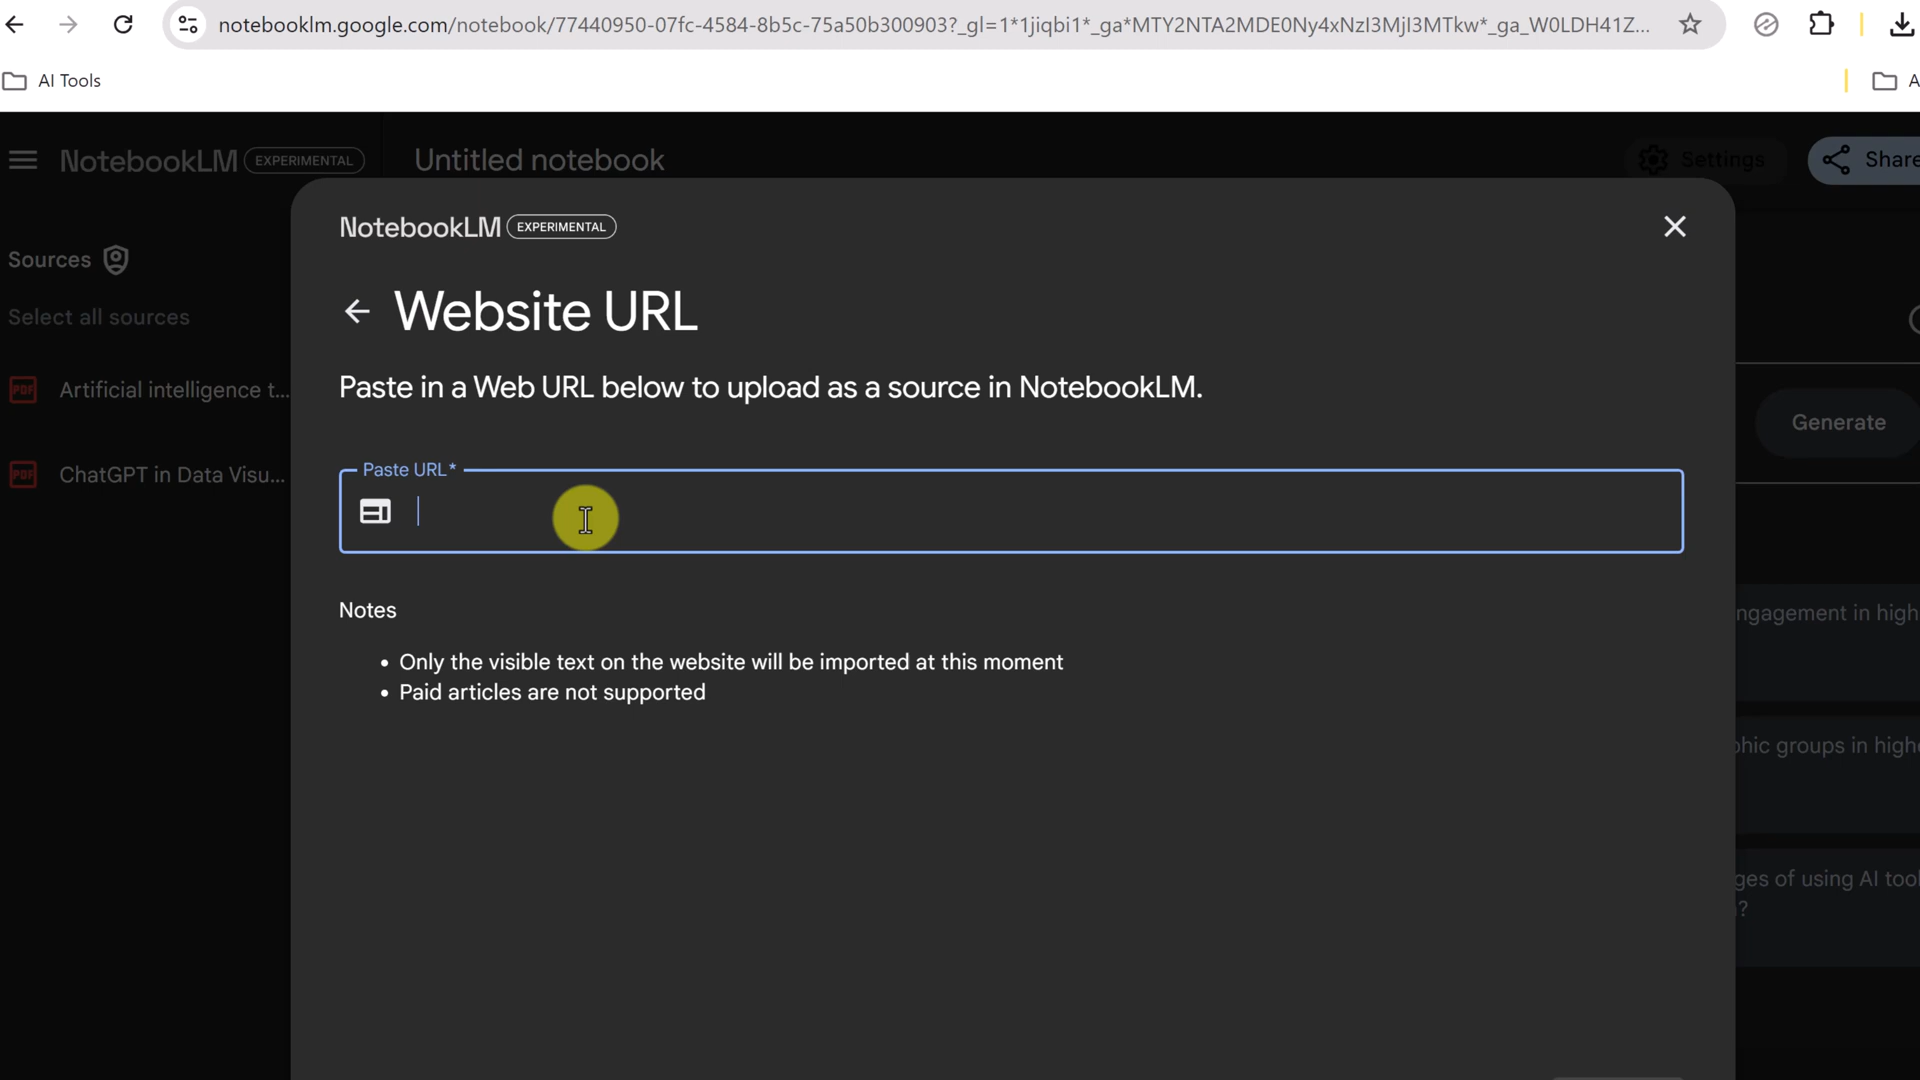 notebooklm.google.com/notebook/77440950-07fc-4584-8b5c-75a50b300903?_gl=1*1jiqbi1*_ga*MTY2NTA2MDE0Ny4xNzI3MjI3MTkw*_ga_W0LDH41Z...
AI Tools
A
NotebookLM EXPERIMENTAL
Untitled notebook
Settings
Share
NotebookLM EXPERIMENTAL
Sources
Website URL
Select all sources
Paste in a Web URL below to upload as a source in NotebookLM.
PDF Artificial intelligence t...
Generate
Paste URL*
PDF ChatGPT in Data Visu...
Notes
ngagement in high
Only the visible text on the website will be imported at this moment
Paid articles are not supported
phic groups in highe
ges of using AI tool
?